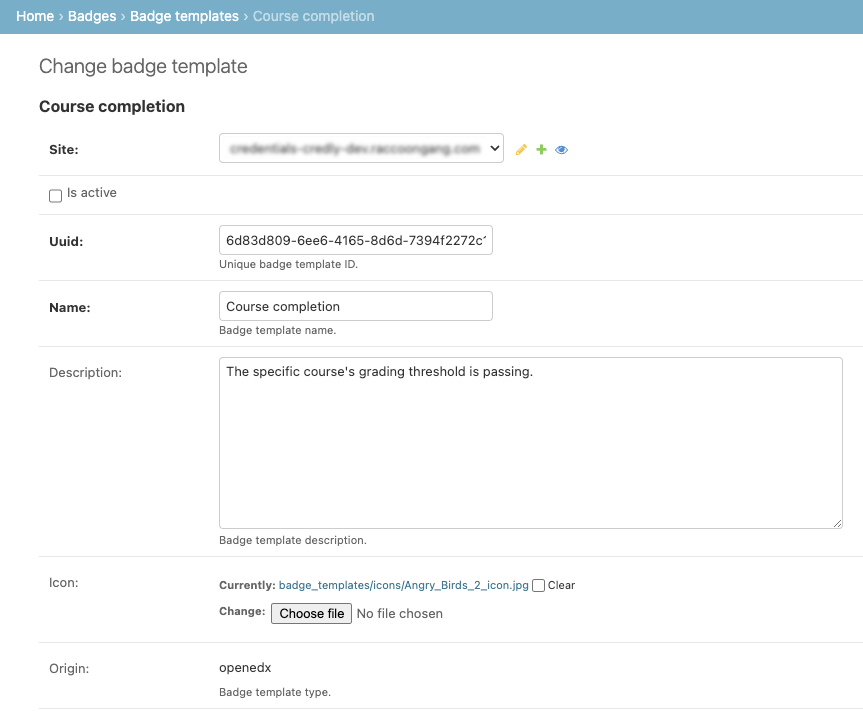 Home › Badges › Badge templates › Course completion
Change badge template
Course completion
Site:
Is active
Uuid: 6d83d809-6ee6-4165-8d6d-7394f2272c
Unique badge template ID.
Name: Course completion
Badge template name.
Description: The specific course's grading threshold is passing.
Badge template description.
Icon: Currently: badge_templates/icons/Angry_Birds_2_icon.jpg Clear
Change: Choose file No file chosen
Origin: openedx
Badge template type.